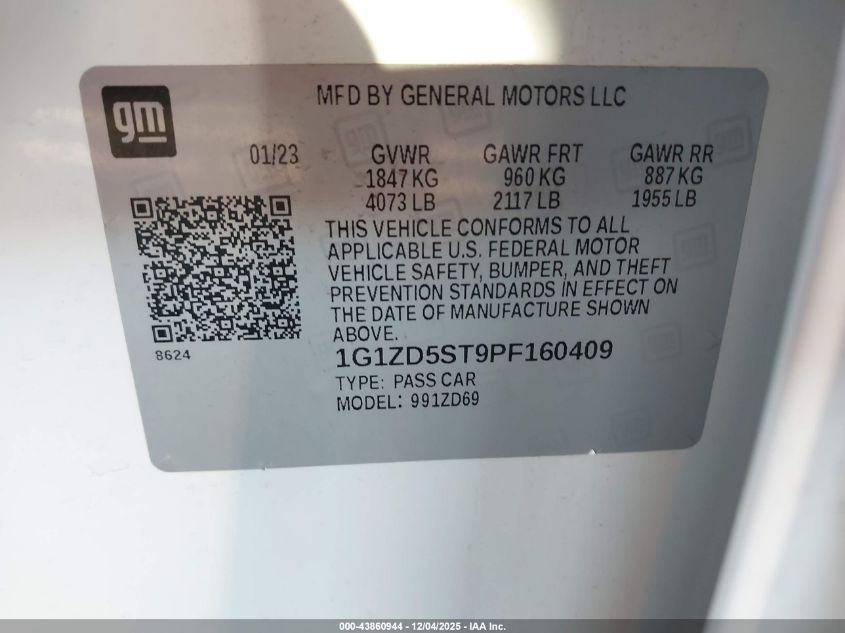 gm
MFD BY GENERAL MOTORS LLC
01/23 GVWR GAWR FRT GAWR RR
1847 KG 960 KG 887 KG
4073 LB 2117 LB 1955 LB
THIS VEHICLE CONFORMS TO ALL
APPLICABLE U.S. FEDERAL MOTOR
VEHICLE SAFETY, BUMPER, AND THEFT
PREVENTION STANDARDS IN EFFECT ON
THE DATE OF MANUFACTURE SHOWN
ABOVE.
8624
1G1ZD5ST9PF160409
TYPE: PASS CAR
MODEL: 991ZD69
000-43860944 - 12/04/2025 - IAA Inc.